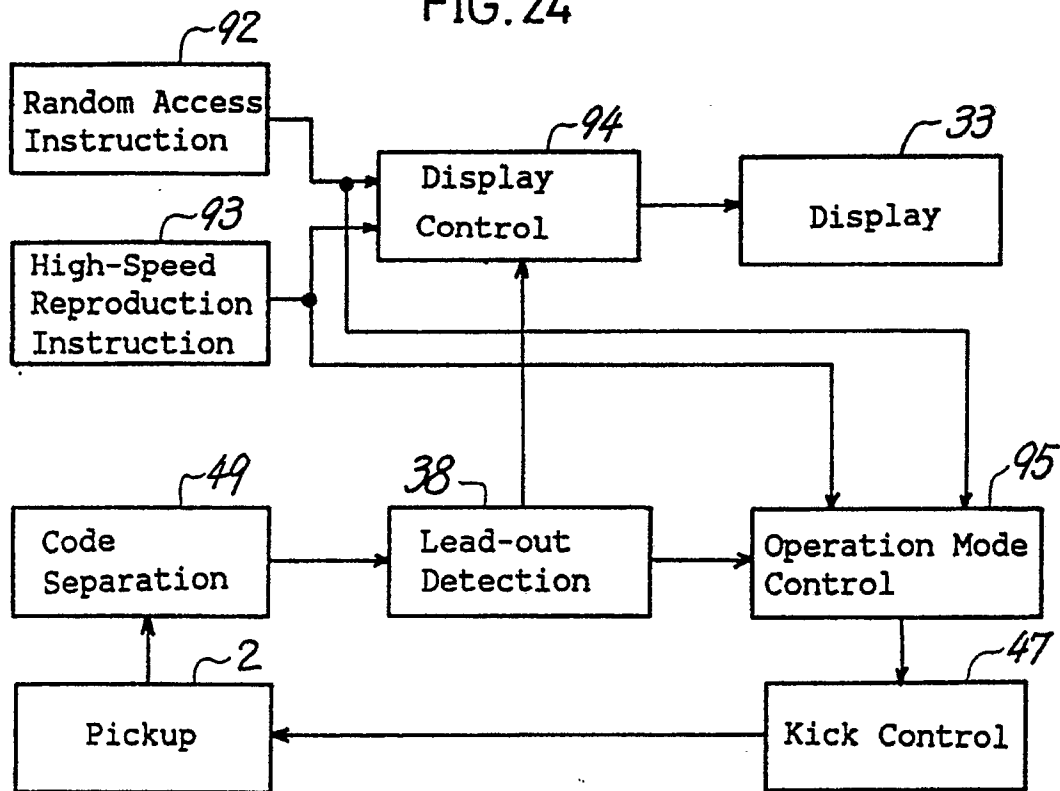 FIG. 24
92
Random Access
Instruction
94
33
Display
Control
Display
93
High-Speed
Reproduction
Instruction
49
38
95
Code
Separation
Lead-out
Detection
Operation Mode
Control
2
47
Pickup
Kick Control